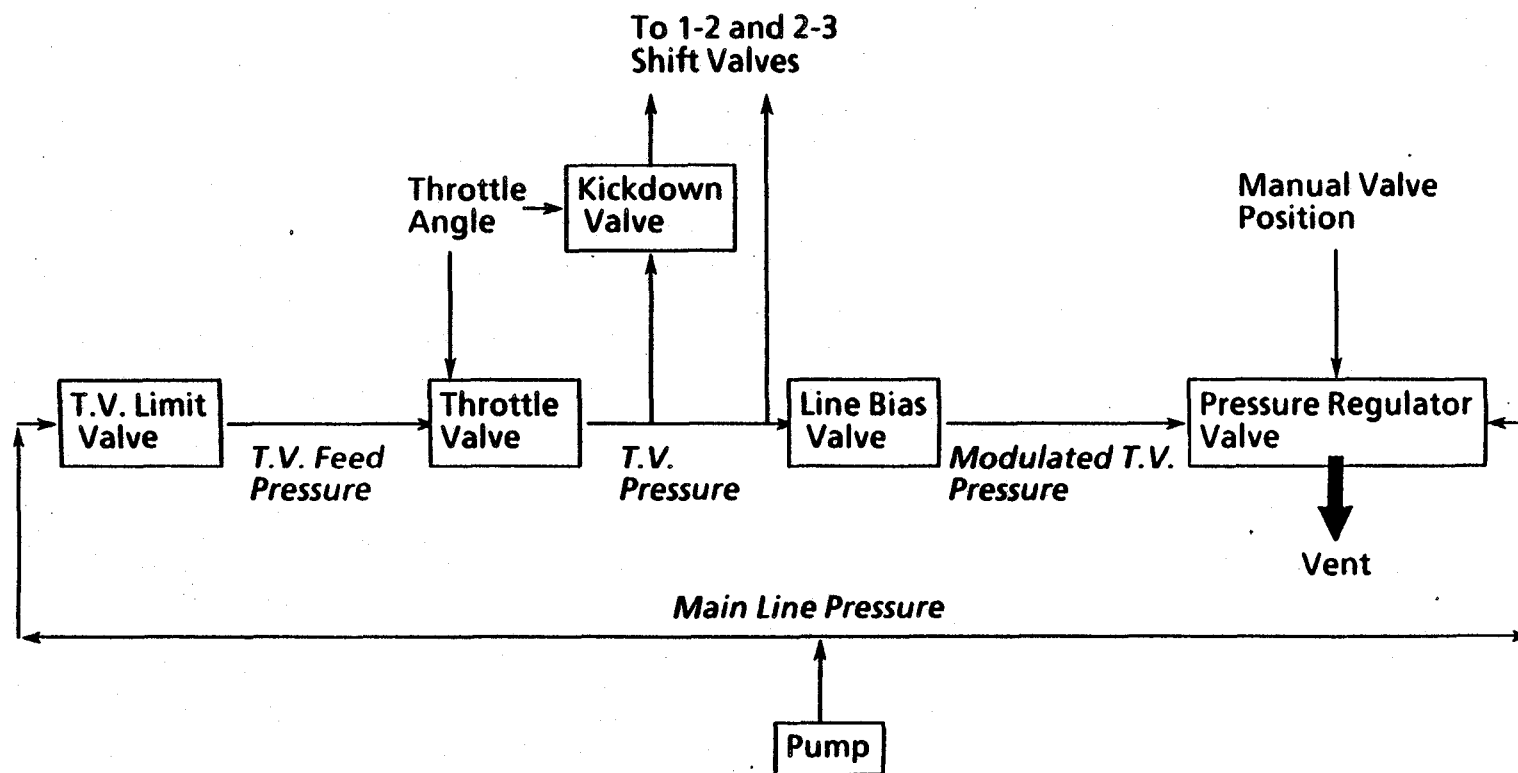 To 1-2 and 2-3
Shift Valves
Throttle
Angle
Kickdown
Valve
Manual Valve
Position
T.V. Limit
Valve
T.V. Feed
Pressure
Throttle
Valve
T.V.
Pressure
Line Bias
Valve
Modulated T.V.
Pressure
Pressure Regulator
Valve
Vent
Main Line Pressure
Pump